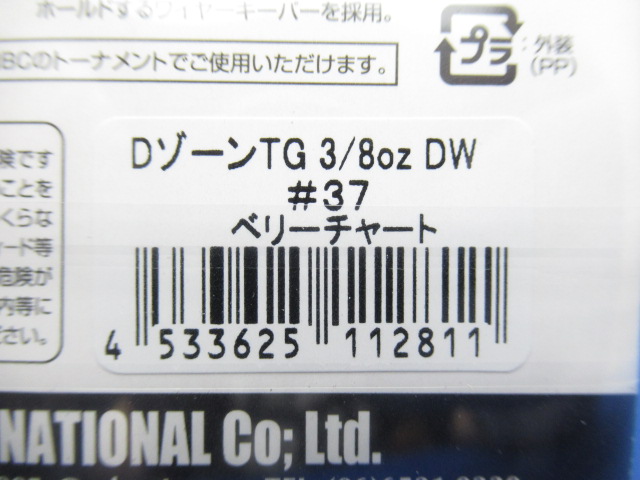 ホールドするワイヤーキーパーを採用。
BCのトーナメントでご使用いただけます。
プラ
:外装
(PP)
険です
ことを
くらな
ード等
危険が
内等に
ださい。
DゾーンTG 3/8oz DW
#37
ベリーチャート
4 533625 112811
NATIONAL Co; Ltd.